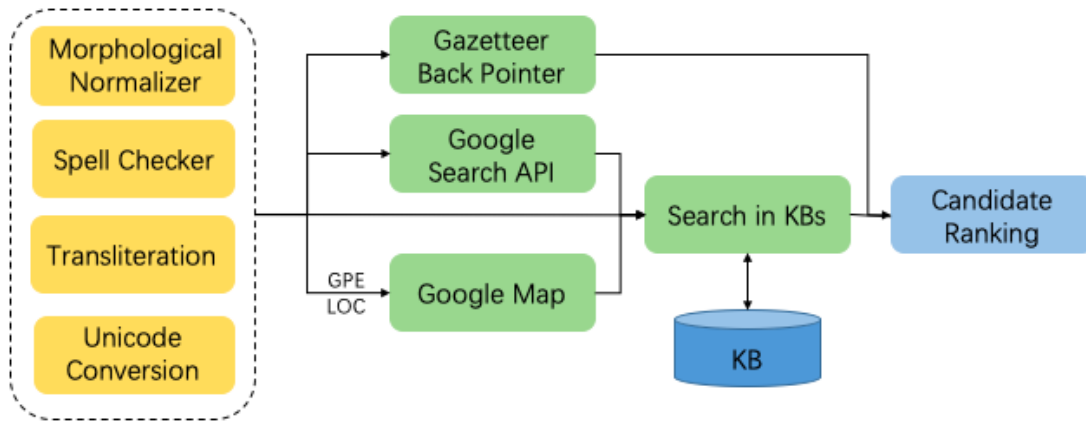 Morphological
Normalizer
Spell Checker
Transliteration
Unicode
Conversion
Gazetteer
Back Pointer
Google
Search API
GPE
LOC
Google Map
Search in KBs
KB
Candidate
Ranking